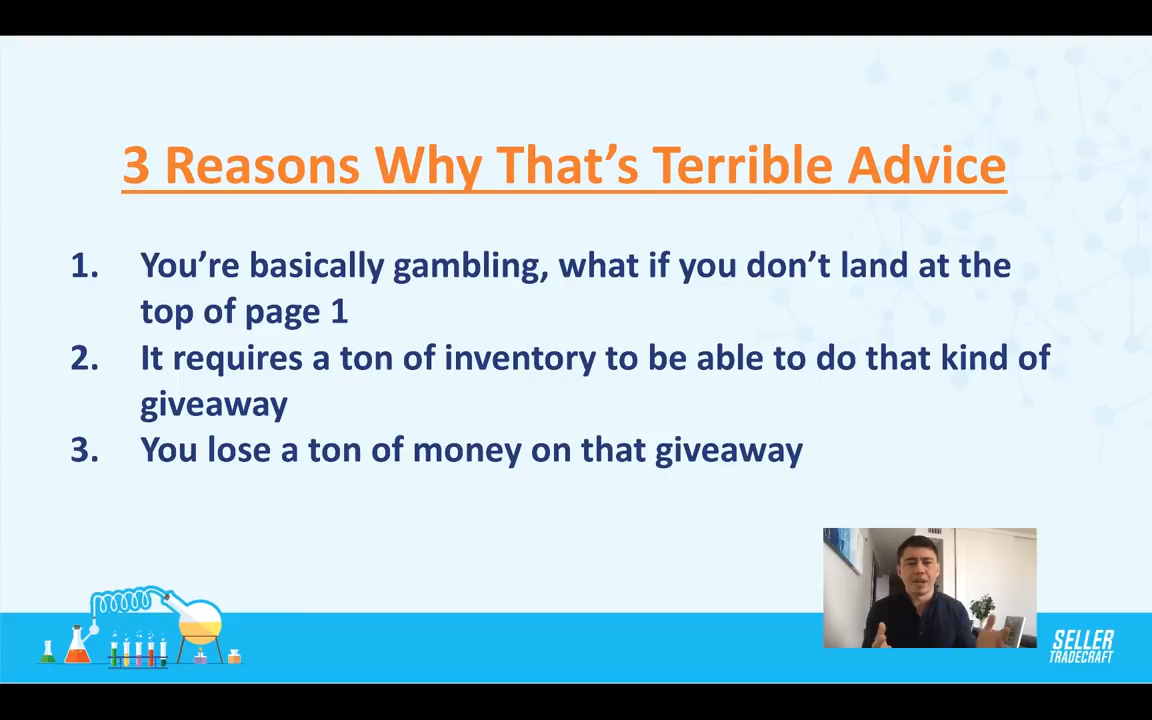 3 Reasons Why That’s Terrible Advice
1. You’re basically gambling, what if you don’t land at the
top of page 1
2. It requires a ton of inventory to be able to do that kind of
giveaway
3. You lose a ton of money on that giveaway
SELLER
TRADECRAFT